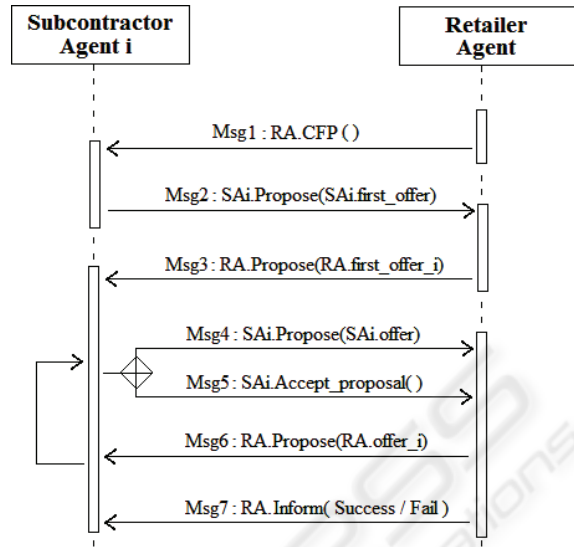 Subcontractor
Agent i
Retailer
Agent
Msg1 : RA.CFP ( )
Msg2 : SAi.Propose(SAi.first_offer)
Msg3 : RA.Propose(RA.first_offer_i)
Msg4 : SAi.Propose(SAi.offer)
Msg5 : SAi.Accept_proposal( )
Msg6 : RA.Propose(RA.offer_i)
Msg7 : RA.Inform( Success / Fail )